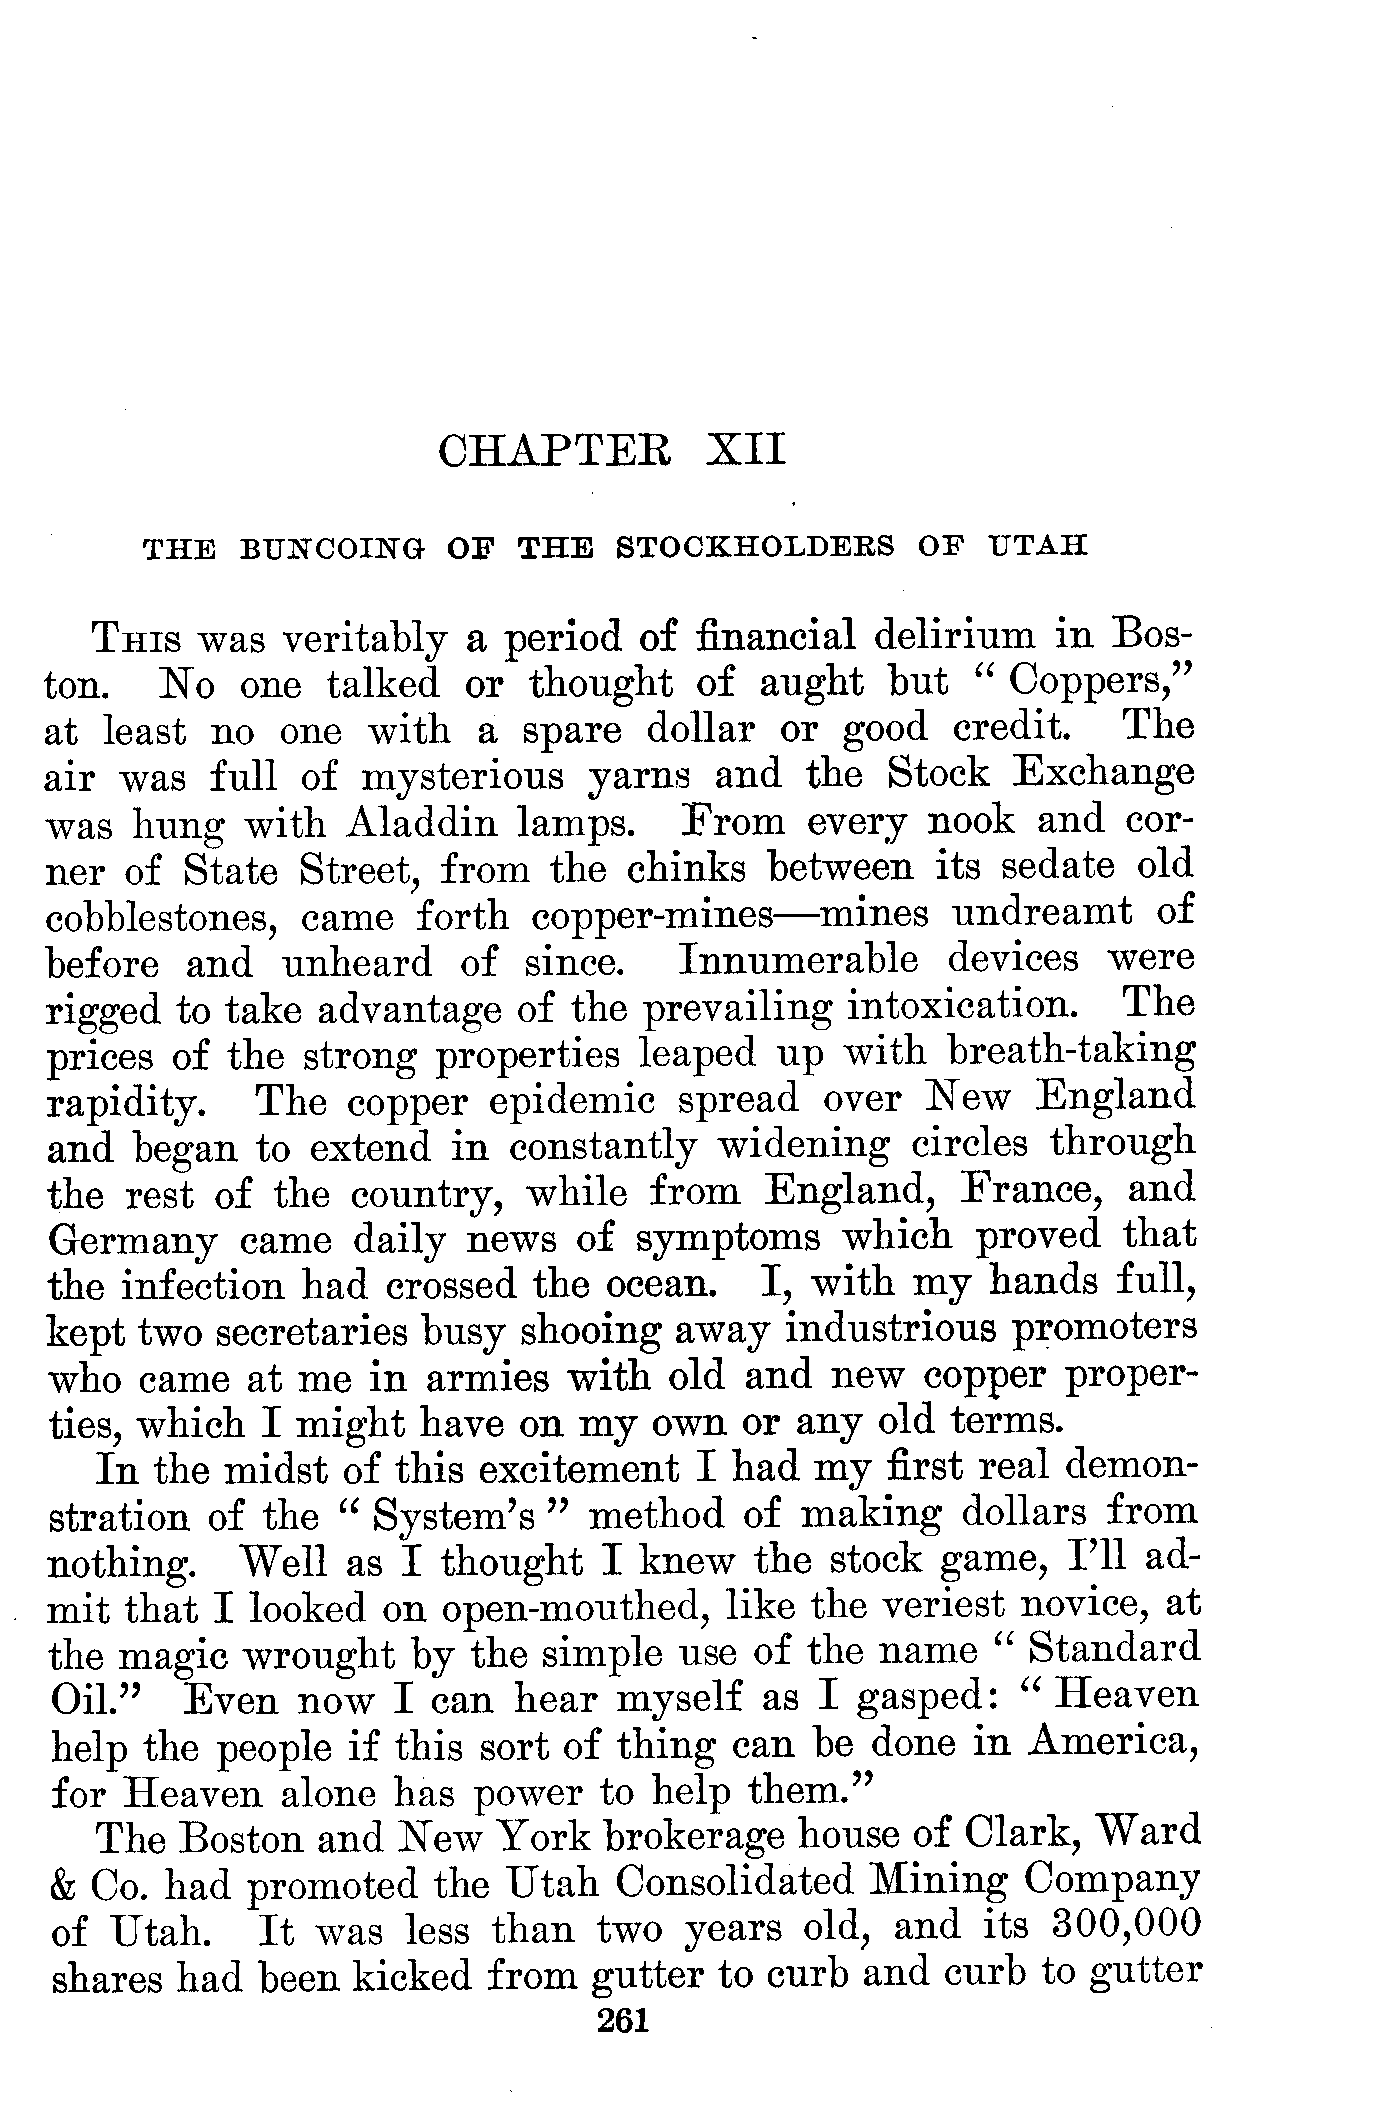 CHAPTER XII
THE BUNCOING OF THE STOCKHOLDERS OF UTAH
THIS was veritably a period of financial delirium in Bos-
ton. No one talked or thought of aught but “ Coppers,”
at least no one with a spare dollar or good credit. The
air was full of mysterious yarns and the Stock Exchange
was hung with Aladdin lamps. From every nook and cor-
ner of State Street, from the chinks between its sedate old
cobblestones, came forth copper-mines—mines undreamt of
before and unheard of since. Innumerable devices were
rigged to take advantage of the prevailing intoxication. The
prices of the strong properties leaped up with breath-taking
rapidity. The copper epidemic spread over New England
and began to extend in constantly widening circles through
the rest of the country, while from England, France, and
Germany came daily news of symptoms which proved that
the infection had crossed the ocean. I, with my hands full,
kept two secretaries busy shooing away industrious promoters
who came at me in armies with old and new copper proper-
ties, which I might have on my own or any old terms.
In the midst of this excitement I had my first real demon-
stration of the “ System’s ” method of making dollars from
nothing. Well as I thought I knew the stock game, I’ll ad-
mit that I looked on open-mouthed, like the veriest novice, at
the magic wrought by the simple use of the name “ Standard
Oil.” Even now I can hear myself as I gasped: “ Heaven
help the people if this sort of thing can be done in America,
for Heaven alone has power to help them.”
The Boston and New York brokerage house of Clark, Ward
& Co. had promoted the Utah Consolidated Mining Company
of Utah. It was less than two years old, and its 300,000
shares had been kicked from gutter to curb and curb to gutter
261